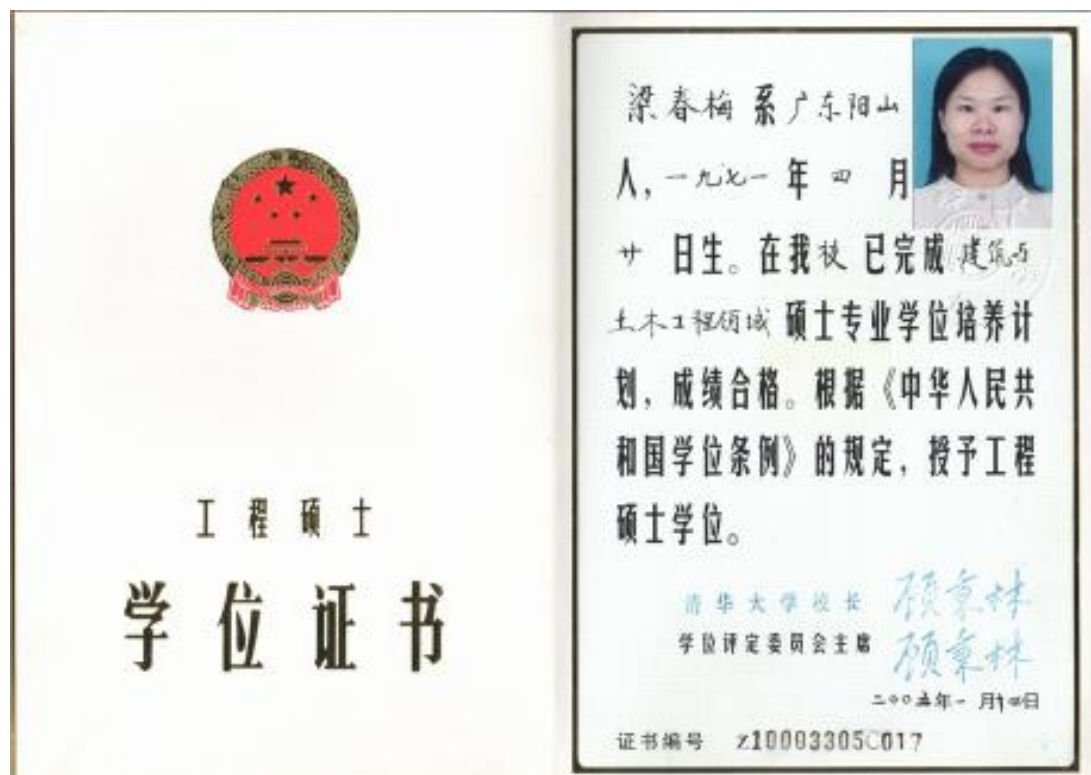 工程硕士
学位证书
梁春梅 系 广东阳山
人，一九七一 年 四 月
廿 日生。在我校 已完成 建筑与
土木工程领域 硕士专业学位培养计
划，成绩合格。根据《中华人民共
和国学位条例》的规定，授予工程
硕士学位。
清华大学校长 顾秉林
学位评定委员会主席 顾秉林
二〇〇五年一月十四日
证书编号 Z10003305C017